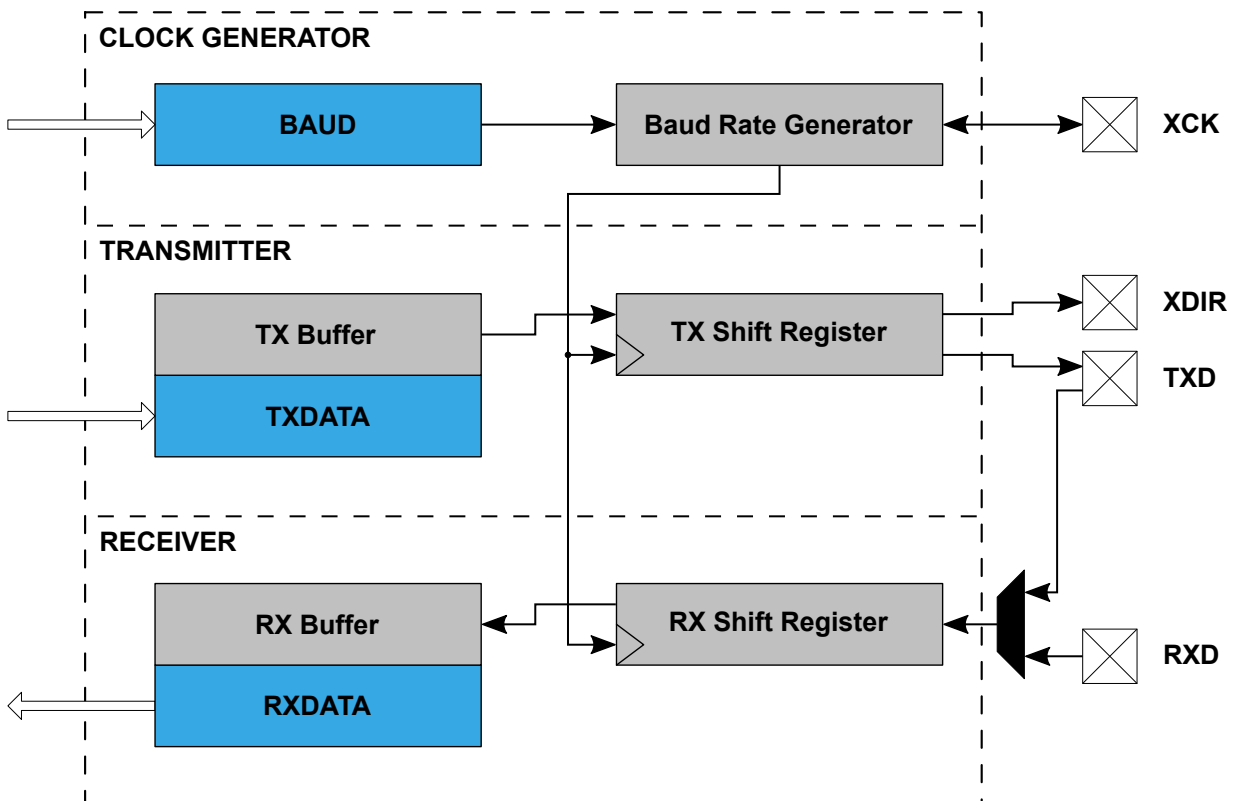 CLOCK GENERATOR
BAUD
Baud Rate Generator
XCK
TRANSMITTER
TX Buffer
TX Shift Register
XDIR
TXD
TXDATA
RECEIVER
RX Buffer
RX Shift Register
RXD
RXDATA